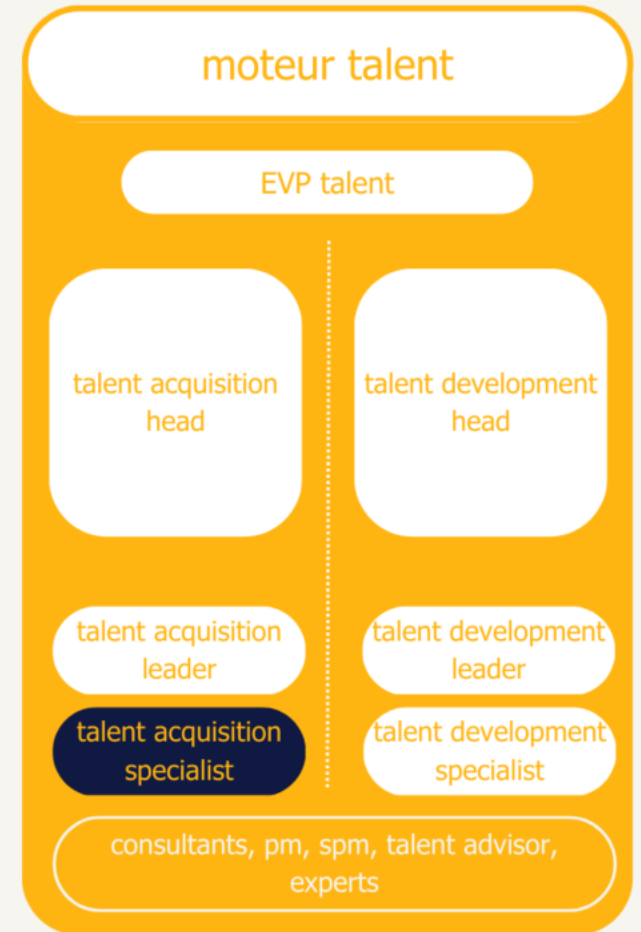 moteur talent
EVP talent
talent acquisition
head
talent development
head
talent acquisition
leader
talent development
leader
talent acquisition
specialist
talent development
specialist
consultants, pm, spm, talent advisor,
experts